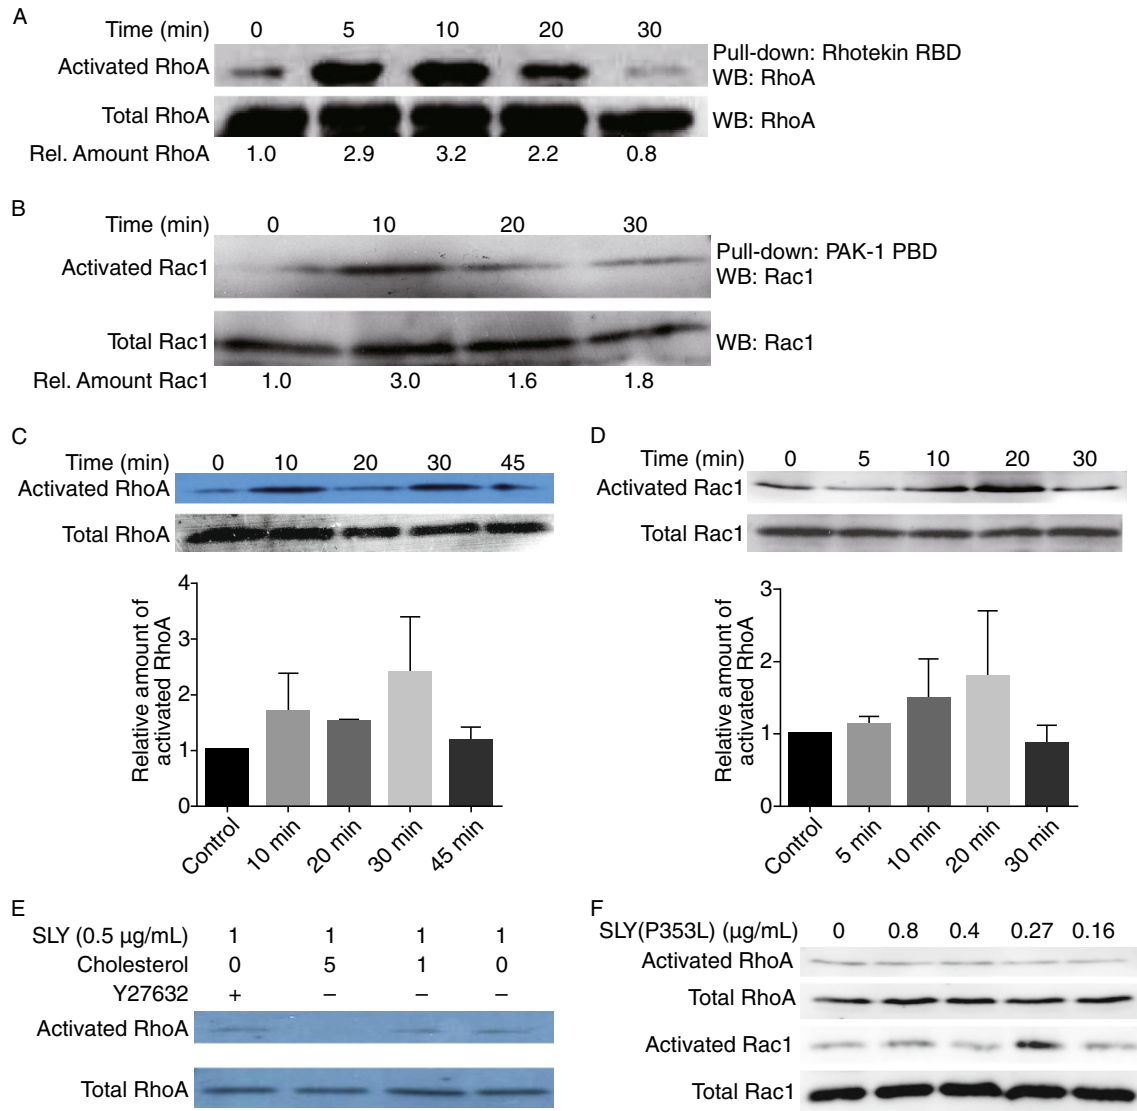 A
Time (min) 0 5 10 20 30
Activated RhoA
Pull-down: Rhotekin RBD
WB: RhoA
Total RhoA
WB: RhoA
Rel. Amount RhoA 1.0 2.9 3.2 2.2 0.8
B
Time (min) 0 10 20 30
Activated Rac1
Pull-down: PAK-1 PBD
WB: Rac1
Total Rac1
WB: Rac1
Rel. Amount Rac1 1.0 3.0 1.6 1.8
C
Time (min) 0 10 20 30 45
Activated RhoA
Total RhoA
Relative amount of
activated RhoA
4
3
2
1
0
Control 10 min 20 min 30 min 45 min
D
Time (min) 0 5 10 20 30
Activated Rac1
Total Rac1
Relative amount of
activated RhoA
3
2
1
0
Control 5 min 10 min 20 min 30 min
E
SLY (0.5 μg/mL) 1 1 1 1
Cholesterol 0 5 1 0
Y27632 + – – –
Activated RhoA
Total RhoA
F
SLY(P353L) (μg/mL) 0 0.8 0.4 0.27 0.16
Activated RhoA
Total RhoA
Activated Rac1
Total Rac1